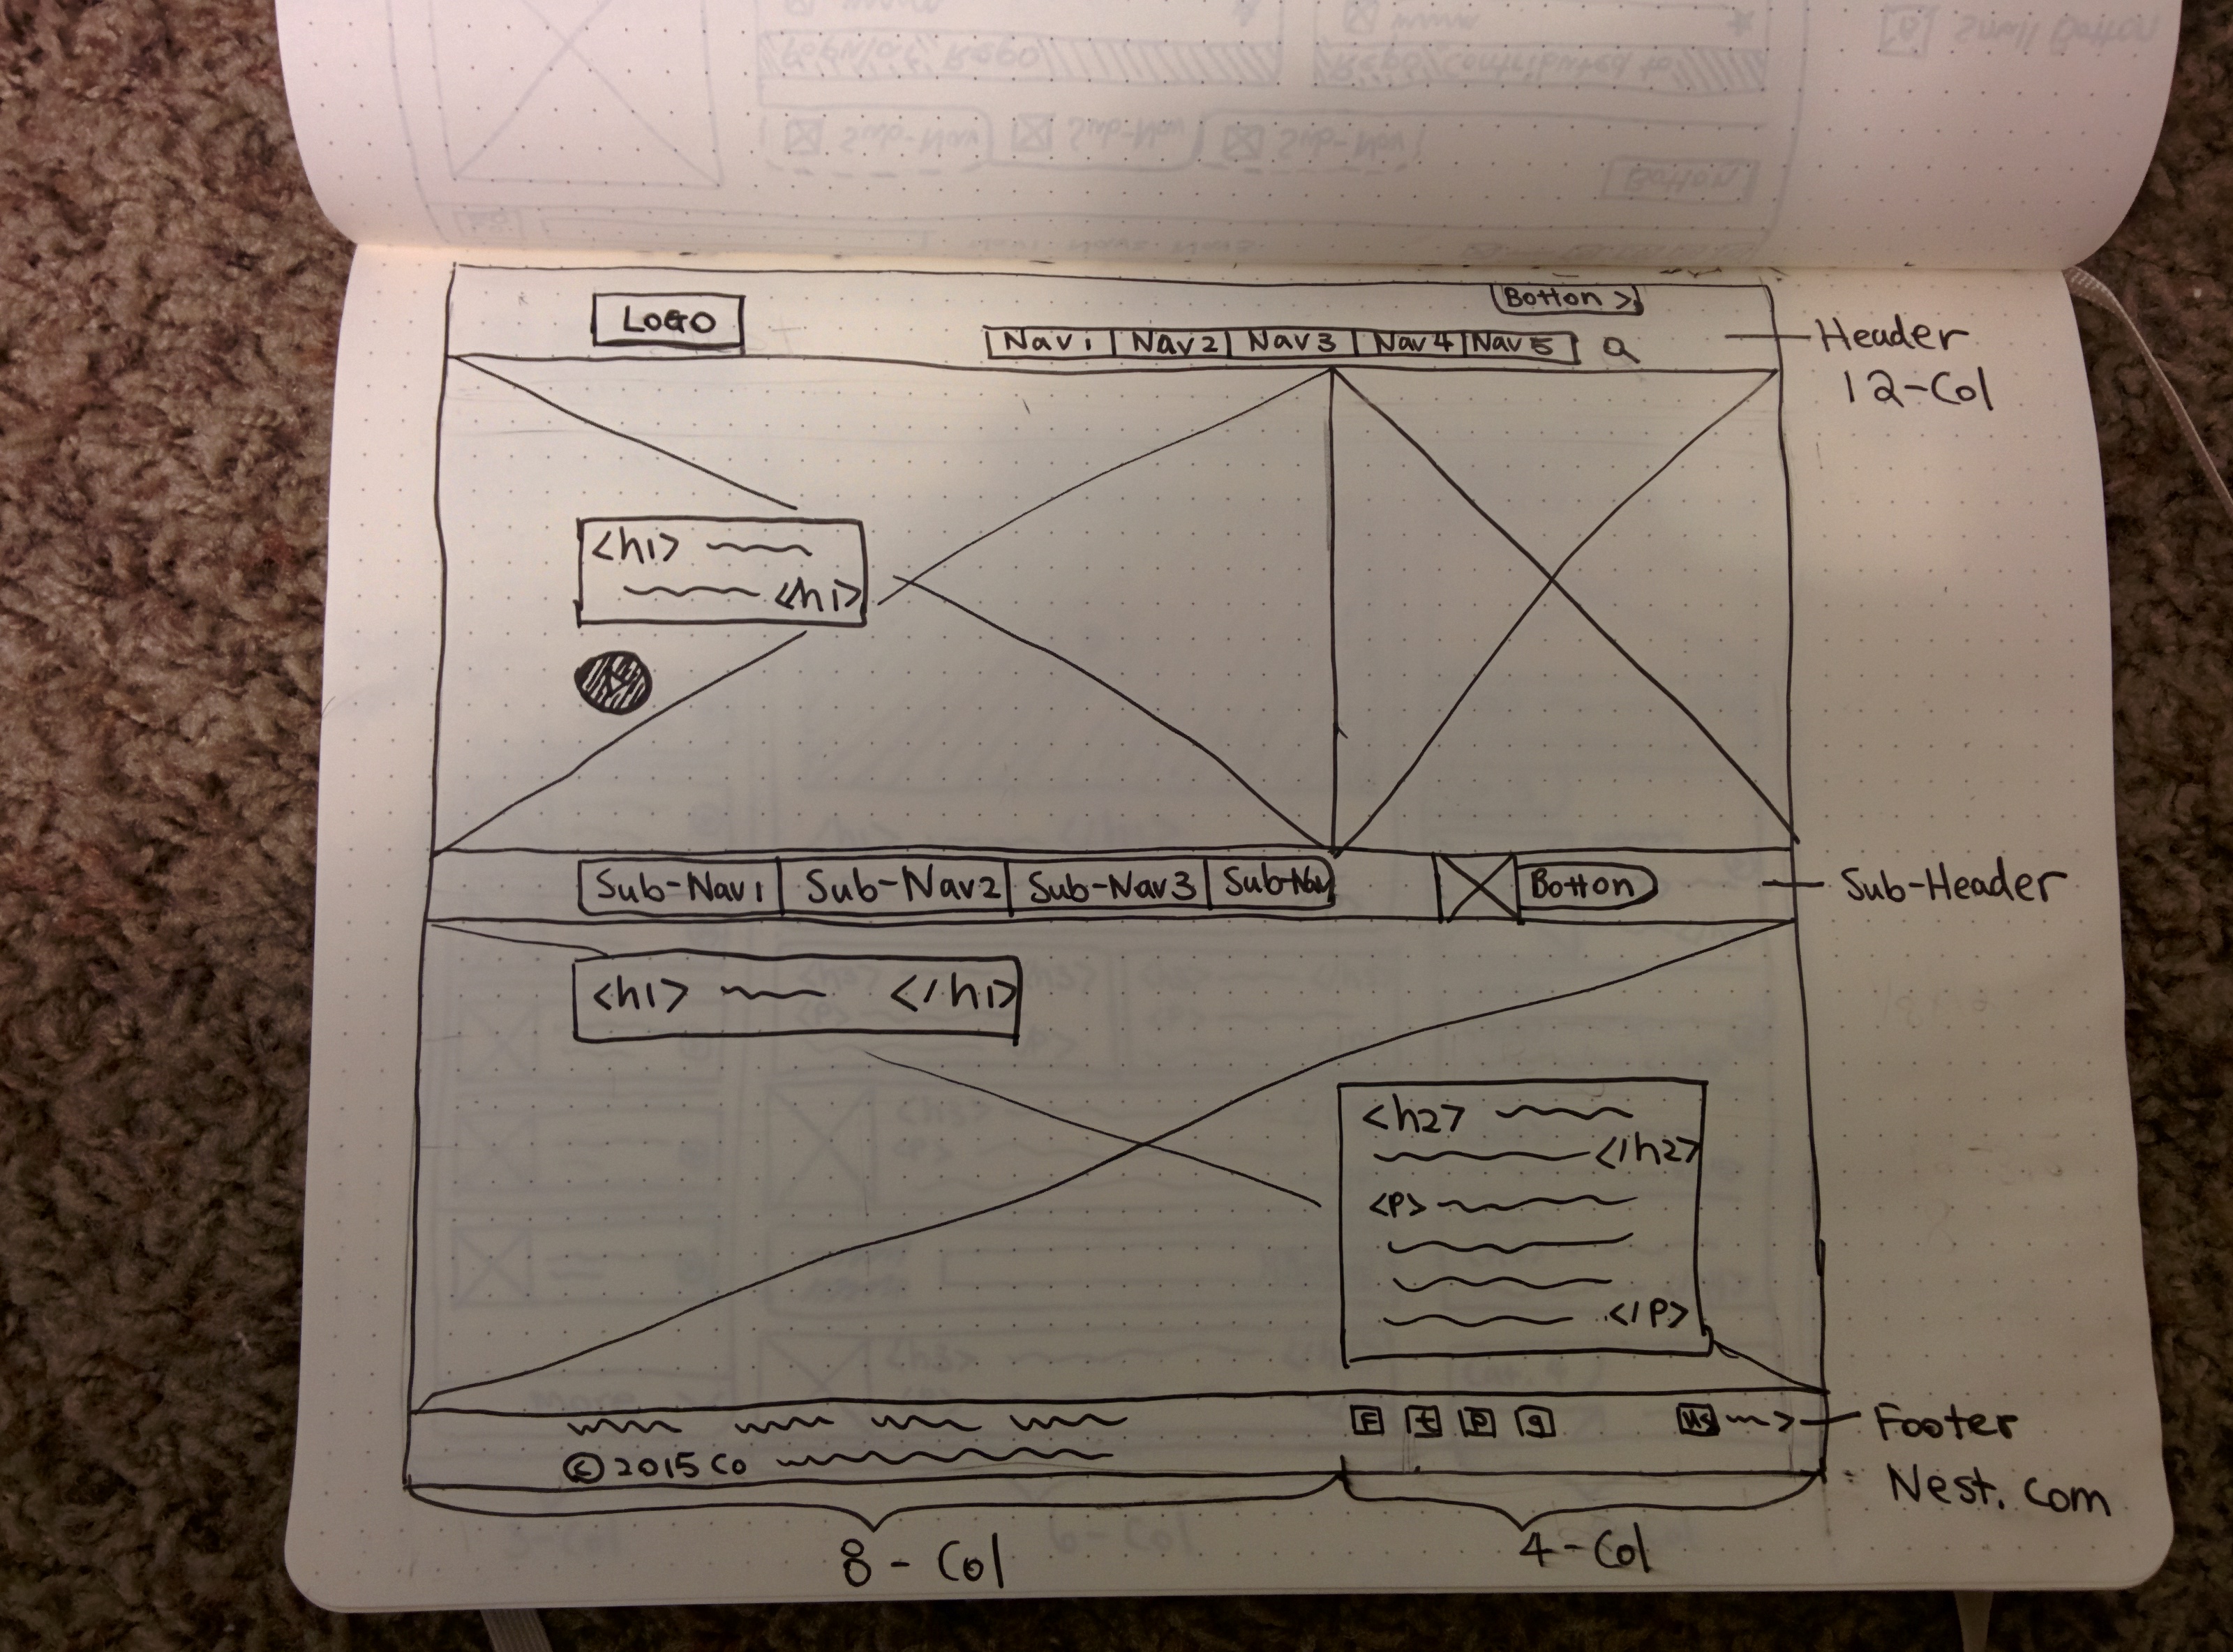 LOGO
Botton >
Nav1 Nav2 Nav3 Nav4 Nav5
Header
12-Col
<h1>
<h1>
Sub-Nav1 Sub-Nav2 Sub-Nav3 Sub-Nav
Botton
Sub-Header
<h1> </h1>
<h2>
</h2>
<p>
</p>
F t P g US >
© 2015 Co
Footer
Nest.com
8-Col
4-Col